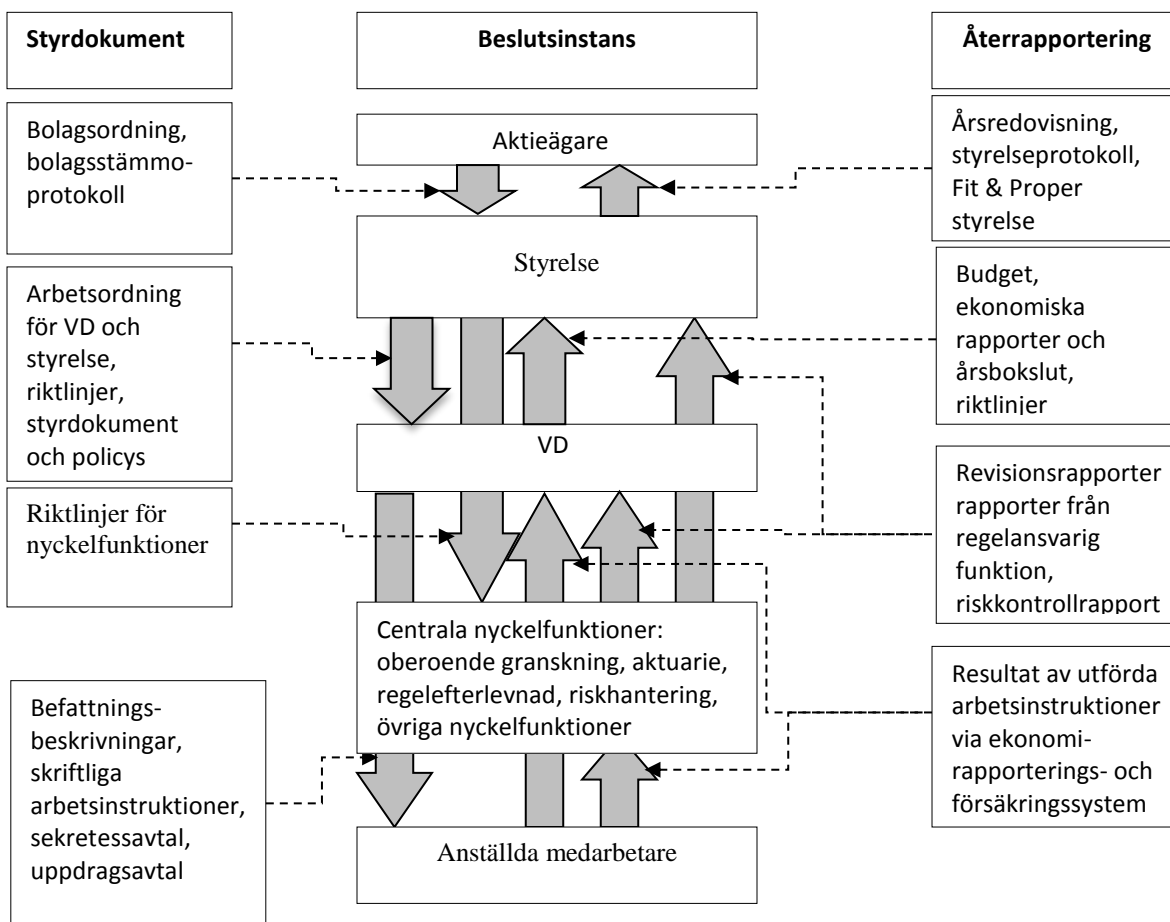 Styrdokument
Beslutsinstans
Återrapportering
Bolagsordning,
bolagsstämmo-
protokoll
Aktieägare
Årsredovisning,
styrelseprotokoll,
Fit & Proper
styrelse
Styrelse
Arbetsordning
för VD och
styrelse,
riktlinjer,
styrdokument
och policys
Budget,
ekonomiska
rapporter och
årsbokslut,
riktlinjer
VD
Riktlinjer för
nyckelfunktioner
Revisionsrapporter
rapporter från
regelansvarig
funktion,
riskkontrollrapport
Centrala nyckelfunktioner:
oberoende granskning, aktuarie,
regelefterlevnad, riskhantering,
övriga nyckelfunktioner
Befattnings-
beskrivningar,
skriftliga
arbetsinstruktioner,
sekretessavtal,
uppdragsavtal
Resultat av utförda
arbetsinstruktioner
via ekonomi-
rapporterings- och
försäkringssystem
Anställda medarbetare